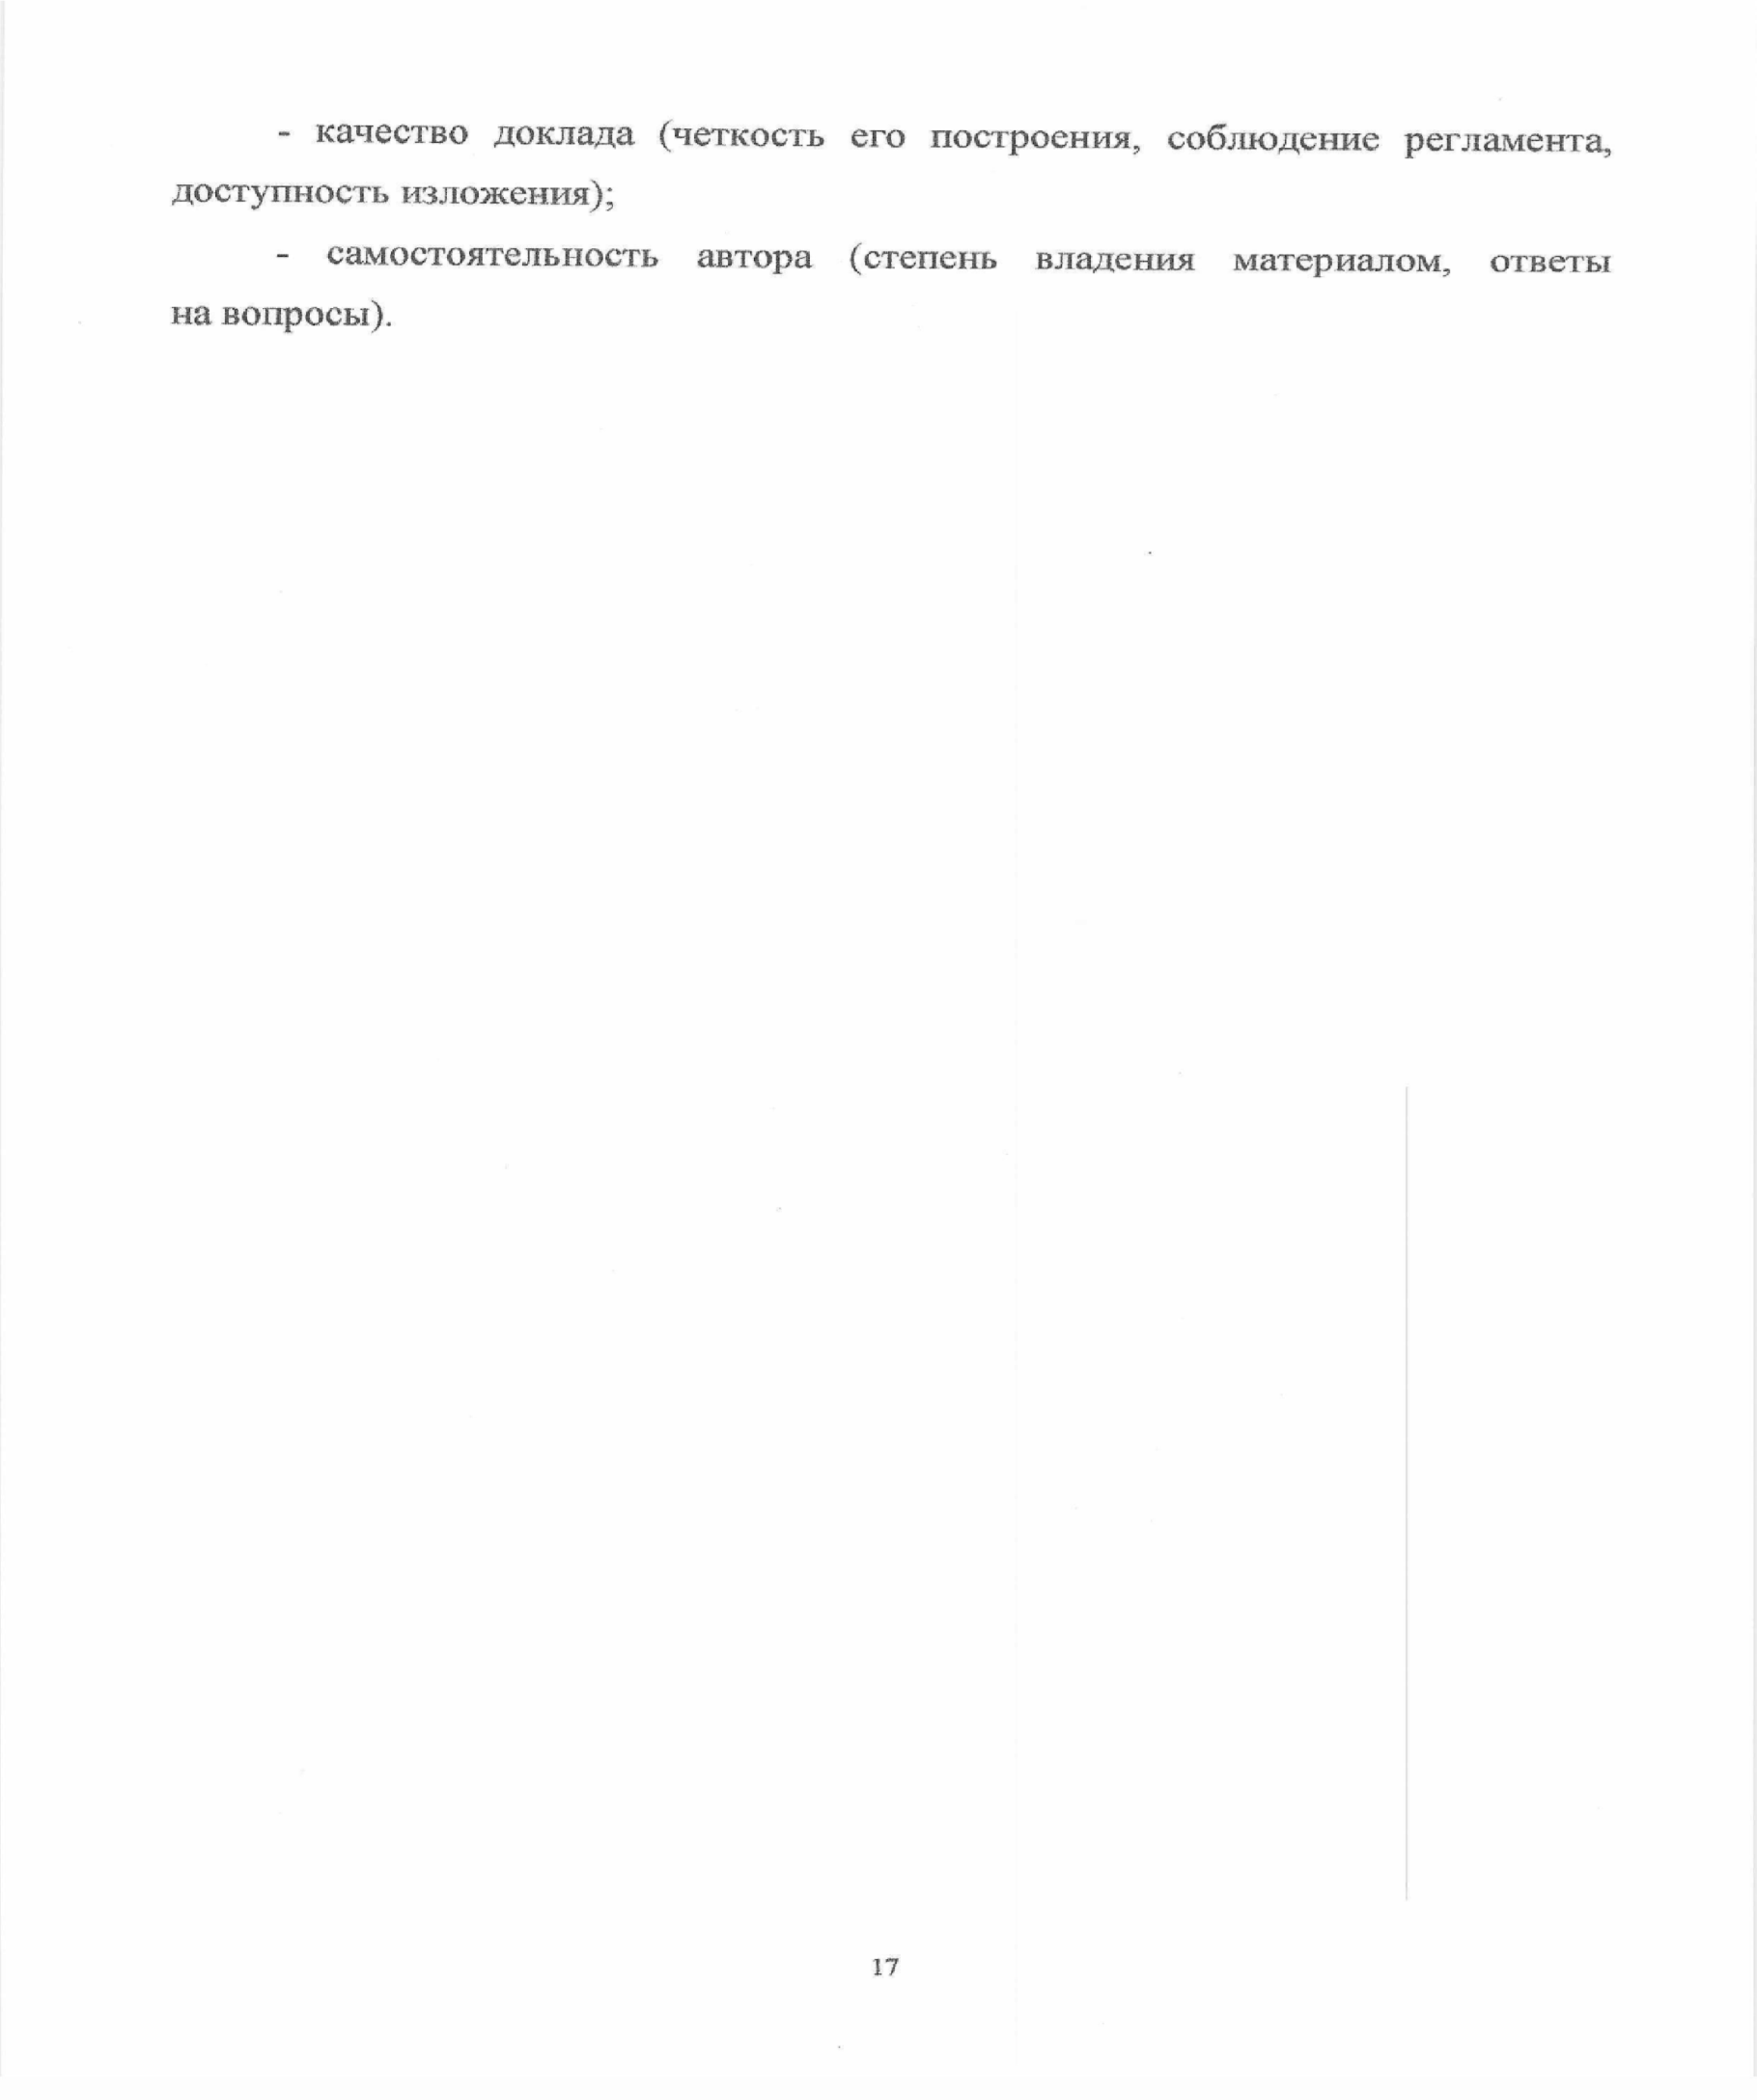 - качество доклада (четкость его построения, соблюдение регламента,
доступность изложения);
- самостоятельность автора (степень владения материалом, ответы
на вопросы).
17